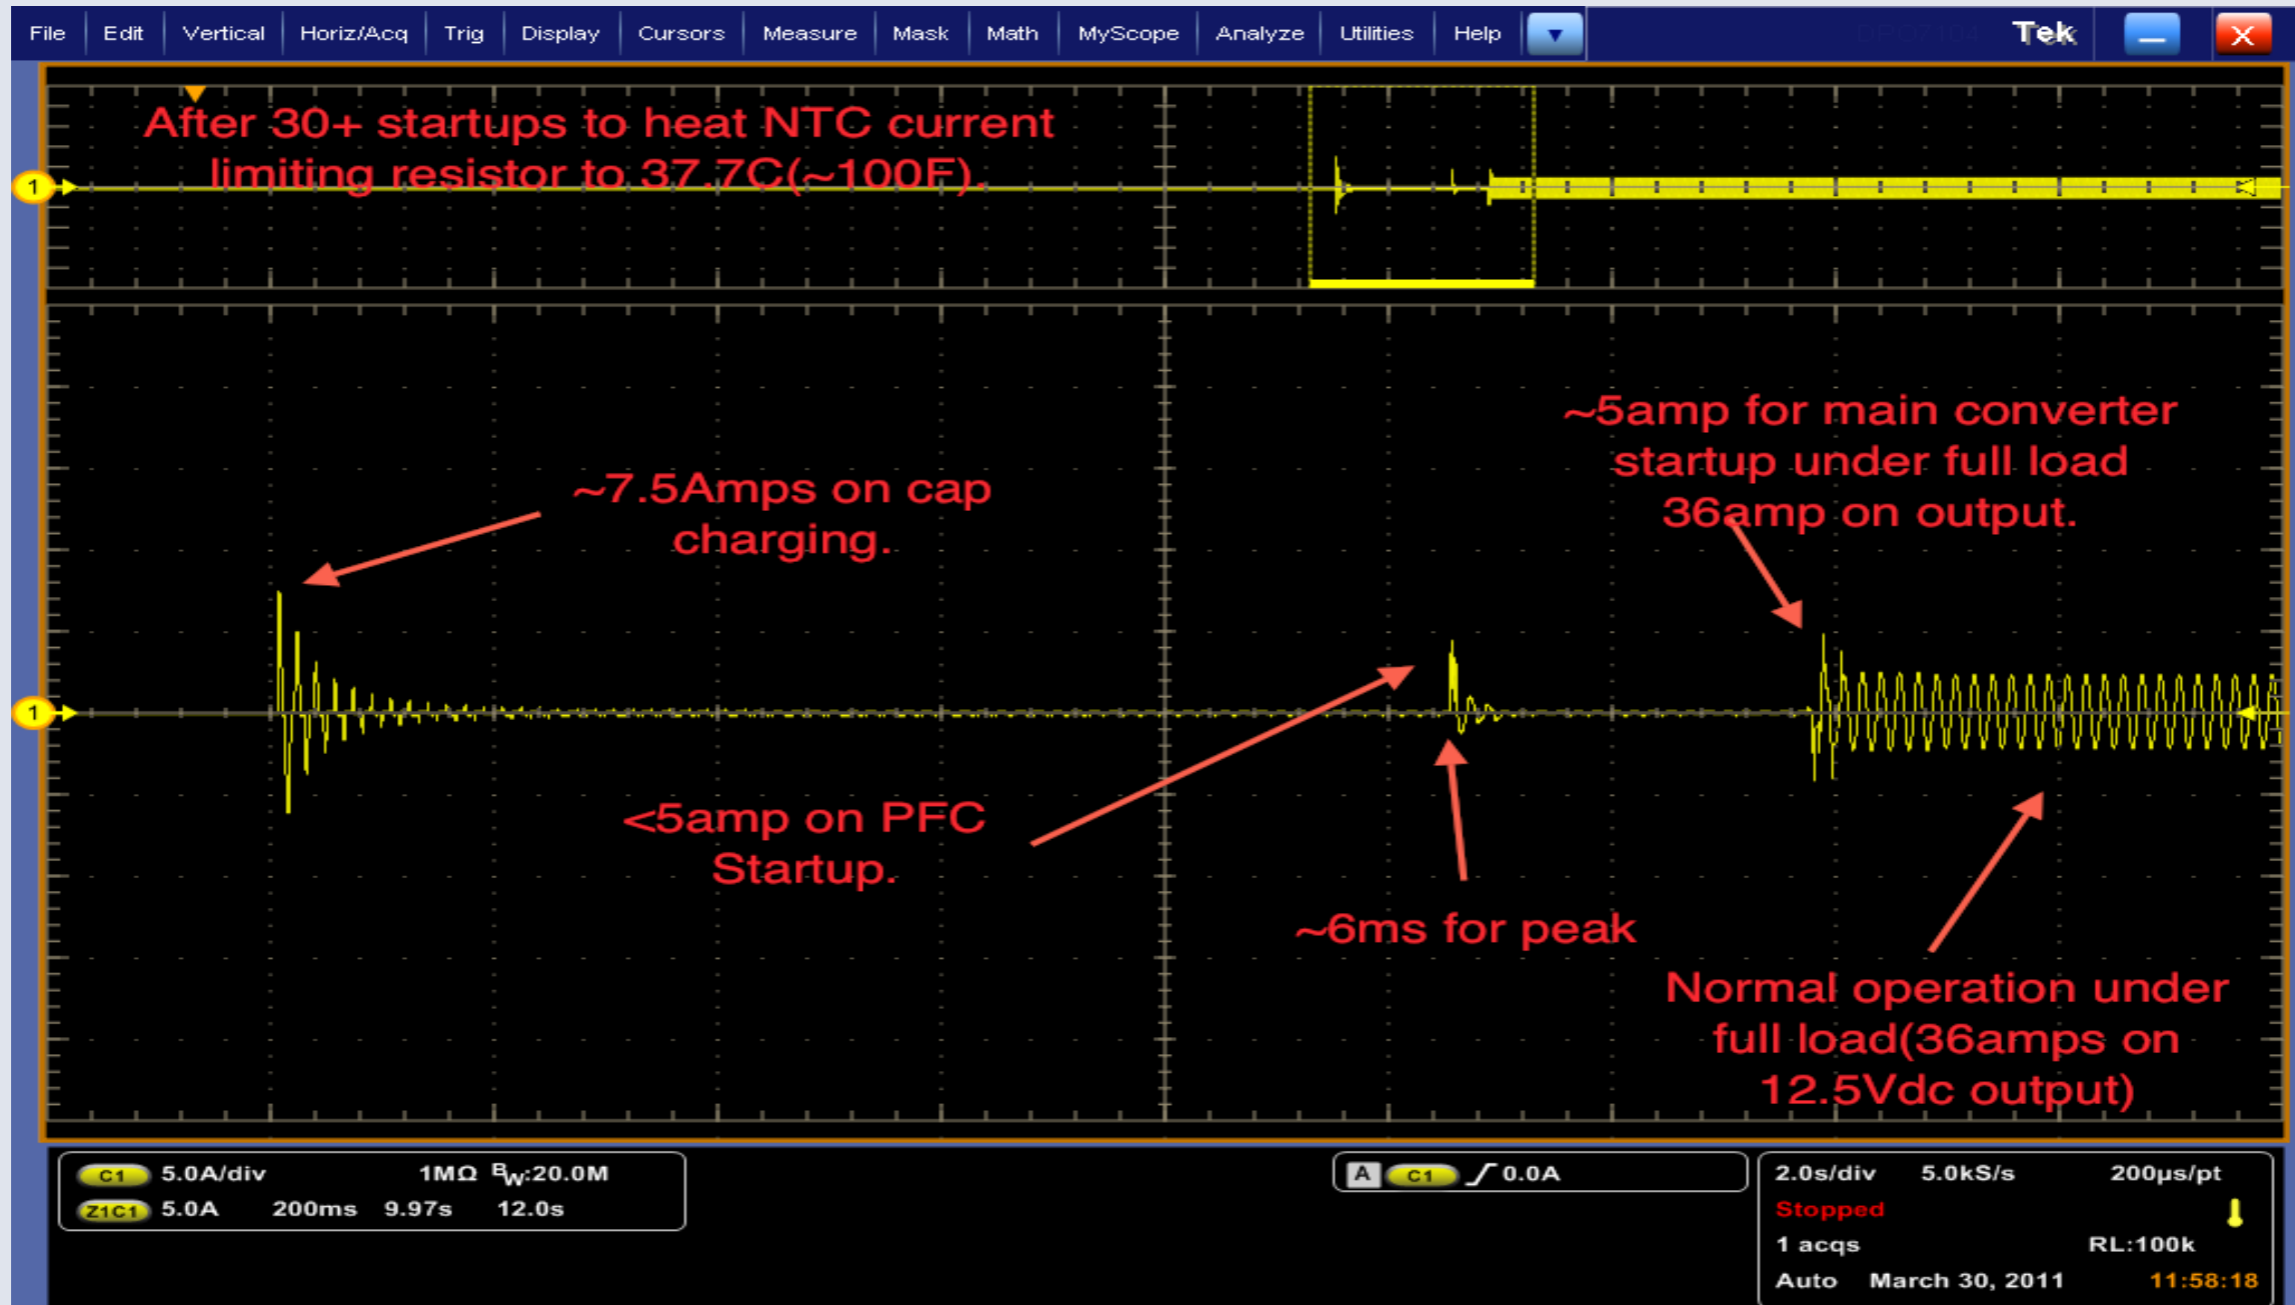 File Edit Vertical Horiz/Acq Trig Display Cursors Measure Mask Math MyScope Analyze Utilities Help Tek X
After 30+ startups to heat NTC current
limiting resistor to 37.7C(~100F).
1
~5amp for main converter
startup under full load
36amp on output.
~7.5Amps on cap
charging.
1
<5amp on PFC
Startup.
~6ms for peak
Normal operation under
full load(36amps on
12.5Vdc output)
C1 5.0A/div 1MΩ BW:20.0M
Z1C1 5.0A 200ms 9.97s 12.0s
A C1 0.0A
2.0s/div 5.0kS/s 200µs/pt
Stopped
1 acqs RL:100k
Auto March 30, 2011 11:58:18